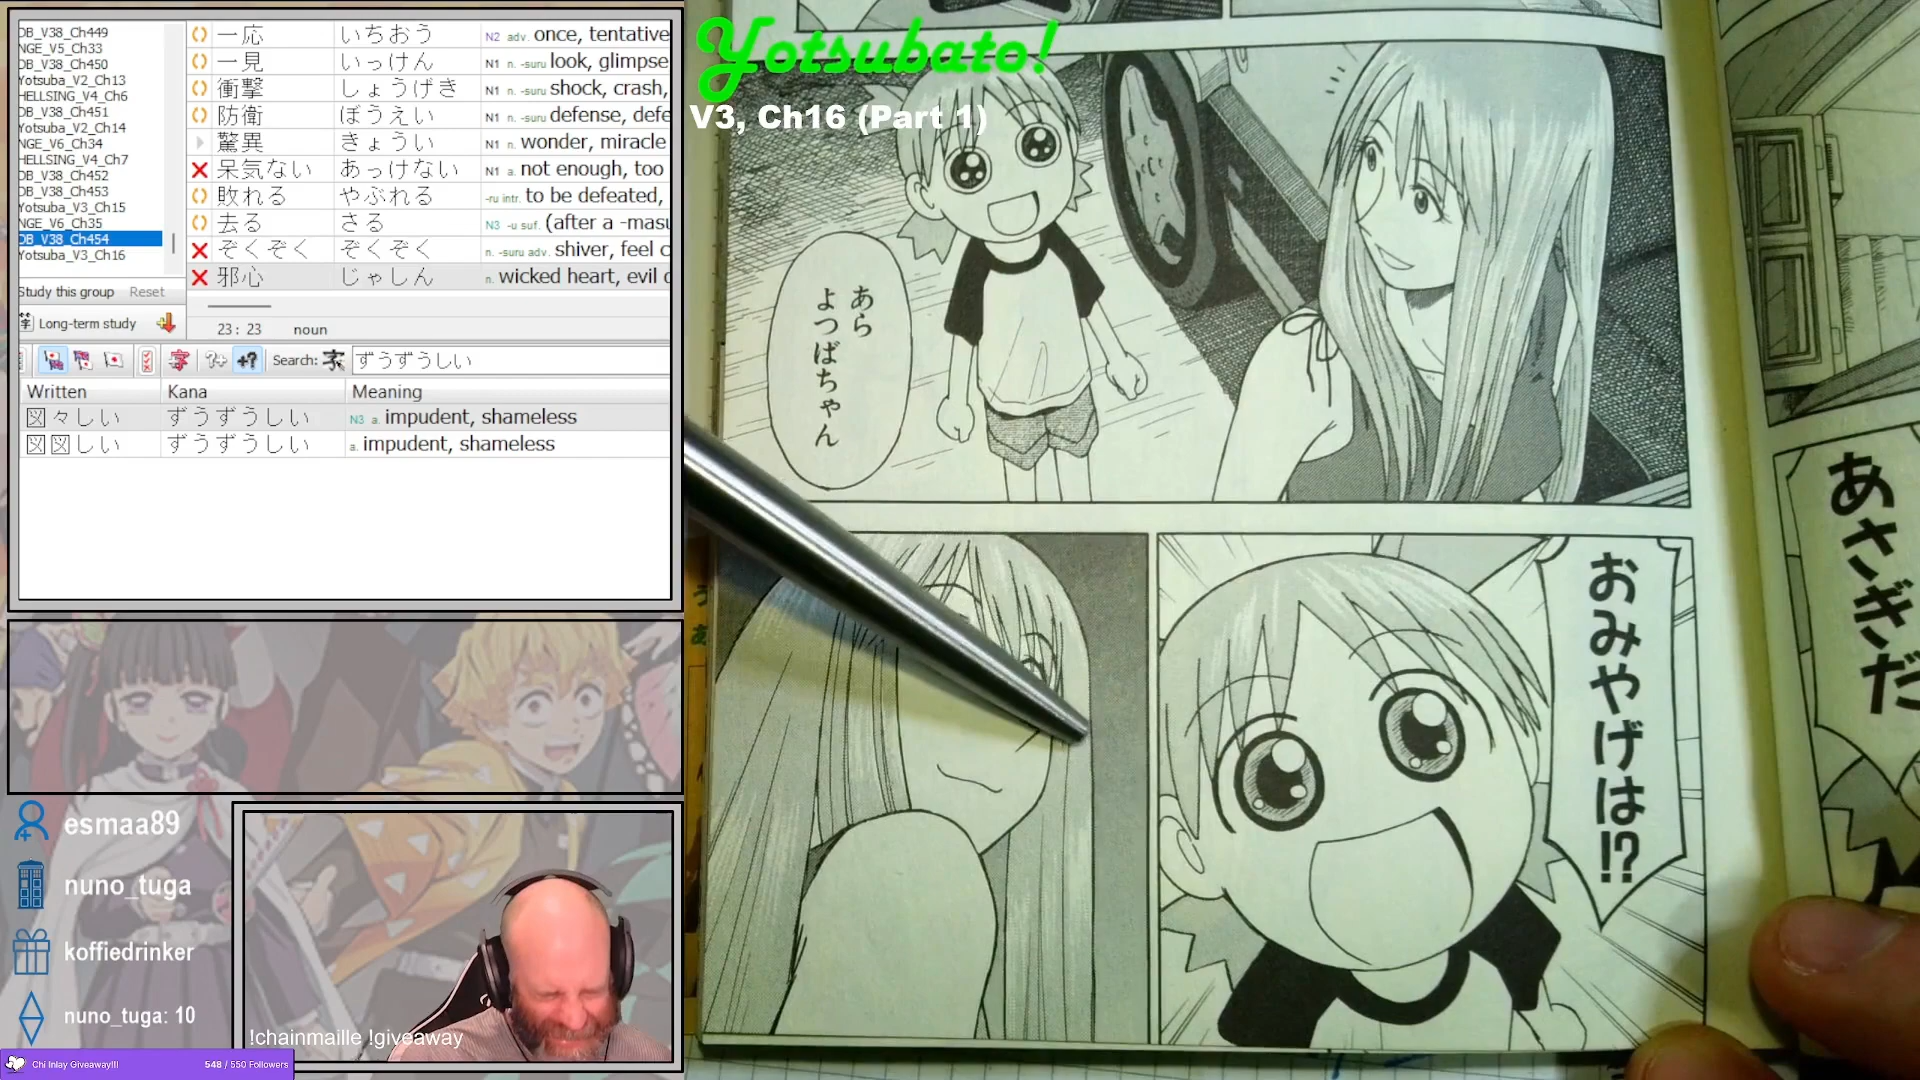 DB_V38_Ch449
NGE_V5_Ch33
DB_V38_Ch450
Yotsuba_V2_Ch13
HELLSING_V4_Ch6
DB_V38_Ch451
Yotsuba_V2_Ch14
NGE_V6_Ch34
HELLSING_V4_Ch7
DB_V38_Ch452
DB_V38_Ch453
Yotsuba_V3_Ch15
NGE_V6_Ch35
DB_V38_Ch454
Yotsuba_V3_Ch16
Study this group Reset
Long-term study
一応 いちおう N2 adv. once, tentative
一見 いっけん N1 n. -suru look, glimpse
衝撃 しょうげき N1 n. -suru shock, crash,
防衛 ぼうえい N1 n. -suru defense, defe
驚異 きょうい N1 n. wonder, miracle
呆気ない あっけない N1 a. not enough, too
敗れる やぶれる -ru intr. to be defeated,
去る さる N3 -u suf. (after a -masu
ぞくぞく ぞくぞく n. -suru adv. shiver, feel c
邪心 じゃしん n. wicked heart, evil
23: 23 noun
Search: ずうずうしい
Written Kana Meaning
図々しい ずうずうしい N3 a. impudent, shameless
図図しい ずうずうしい a. impudent, shameless
esmaa89
nuno_tuga
koffiedrinker
nuno_tuga: 10
!chainmaille !giveaway
Chi Inlay Giveaway!!! 548 / 550 Followers
Yotsubato!
V3, Ch16 (Part 1)
あら
よつばちゃん
おみやげは!?
あさぎだ